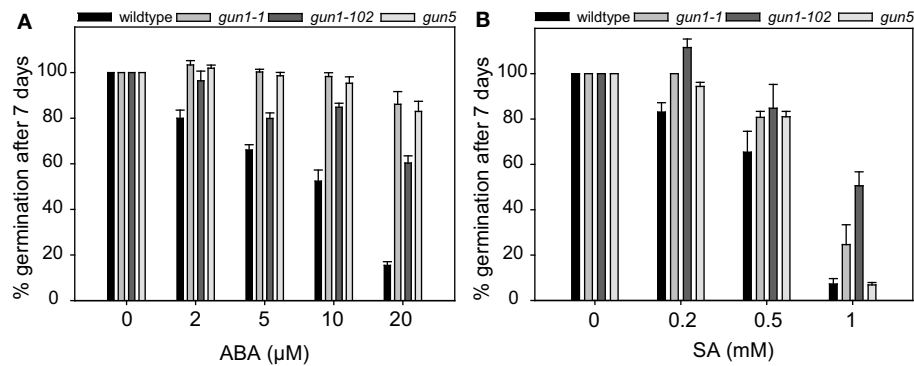 A
wildtype gun1-1 gun1-102 gun5
% germination after 7 days
100
80
60
40
20
0
0 2 5 10 20
ABA (µM)
B
wildtype gun1-1 gun1-102 gun5
% germination after 7 days
100
80
60
40
20
0
0 0.2 0.5 1
SA (mM)